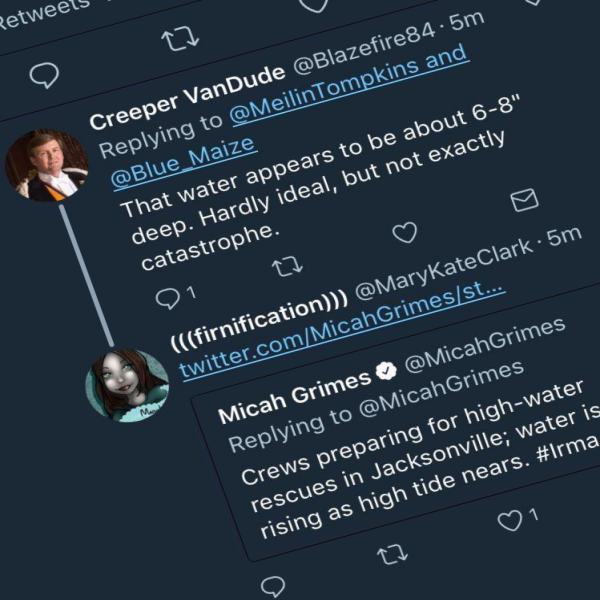 Retweets
Creeper VanDude @Blazefire84 · 5m
Replying to @MeilinTompkins and
@Blue_Maize
That water appears to be about 6-8"
deep. Hardly ideal, but not exactly
catastrophe.
1
(((firnification))) @MaryKateClark · 5m
twitter.com/MicahGrimes/st...
Micah Grimes @MicahGrimes
Replying to @MicahGrimes
Crews preparing for high-water
rescues in Jacksonville; water is
rising as high tide nears. #Irma
1